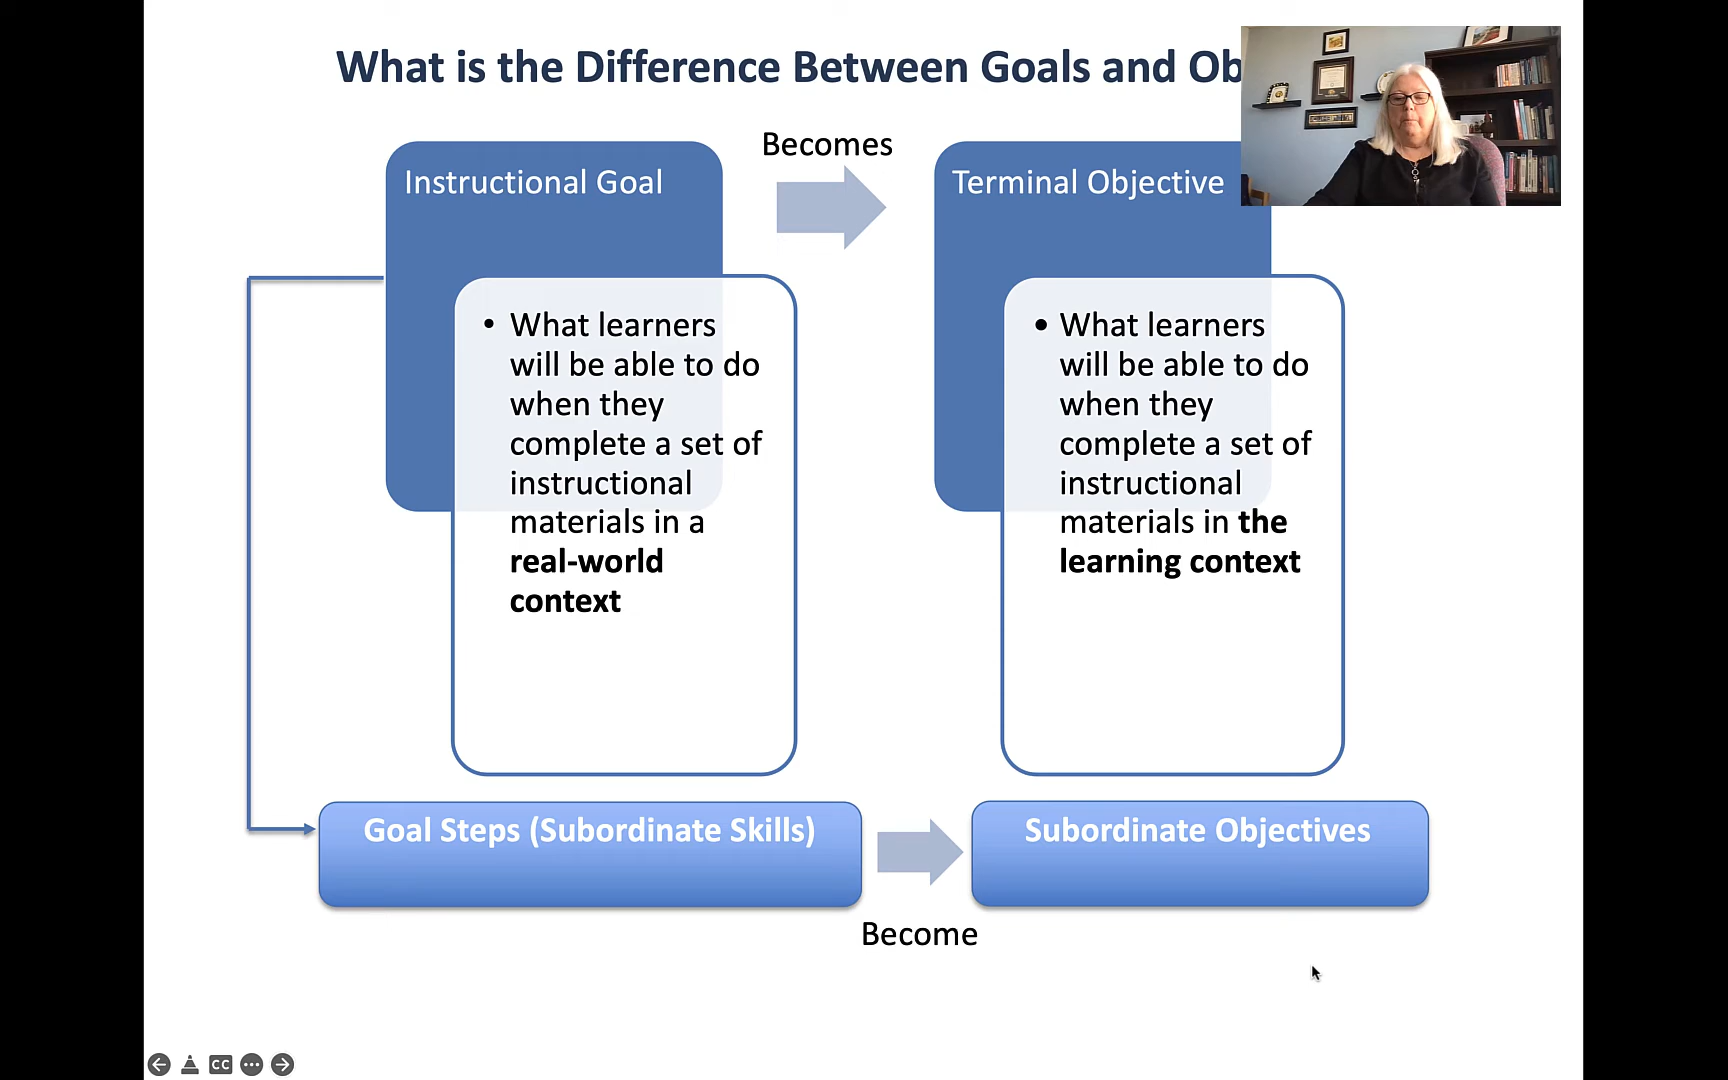 What is the Difference Between Goals and Ob
Becomes
Instructional Goal
Terminal Objective
• What learners
will be able to do
when they
complete a set of
instructional
materials in a
real-world
context
• What learners
will be able to do
when they
complete a set of
instructional
materials in the
learning context
Goal Steps (Subordinate Skills)
Subordinate Objectives
Become
CC